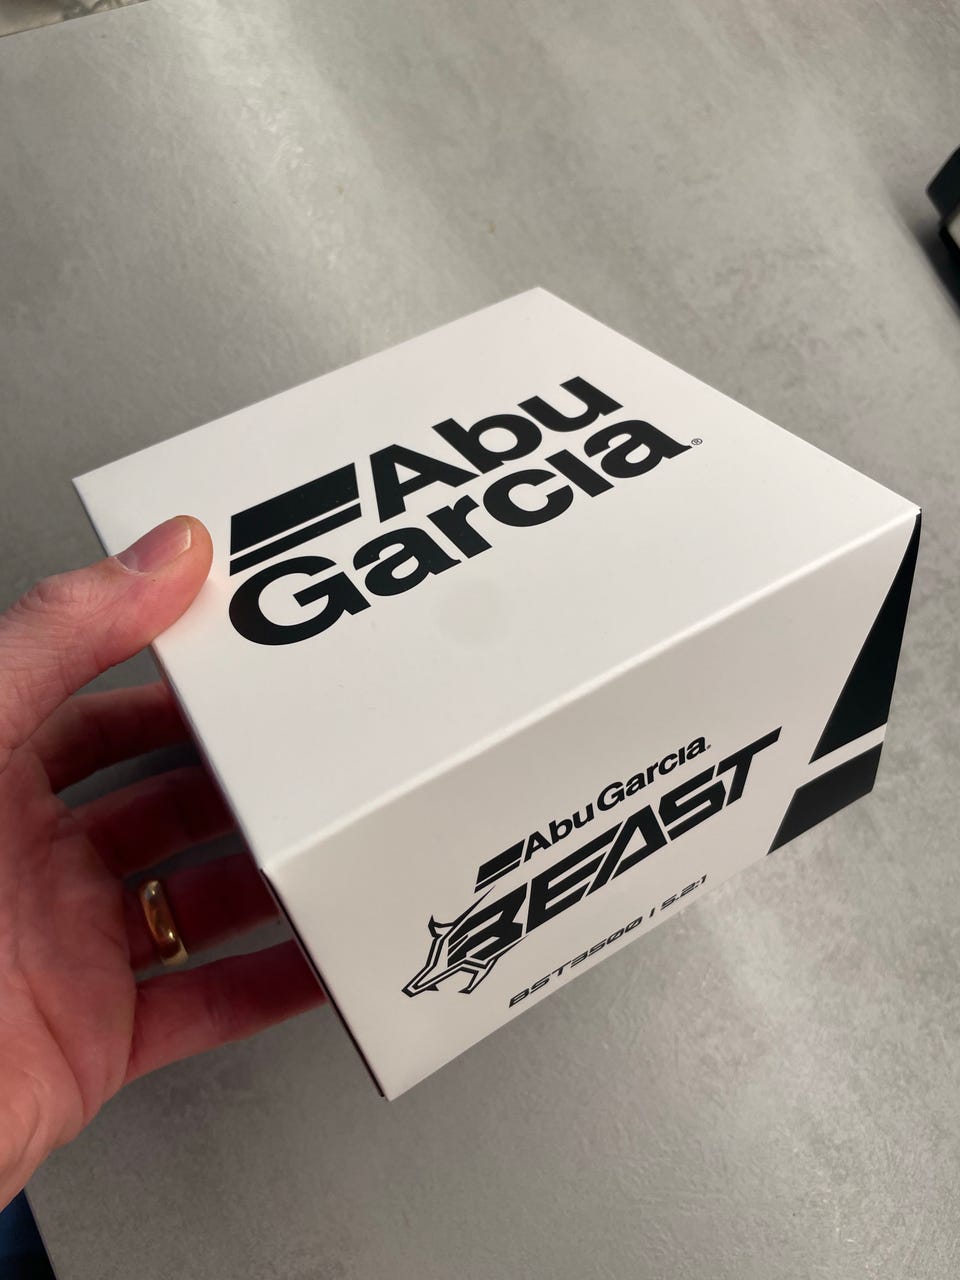 Abu
Garcia®
Abu Garcia®
BEAST
BST3500 | 5.2:1